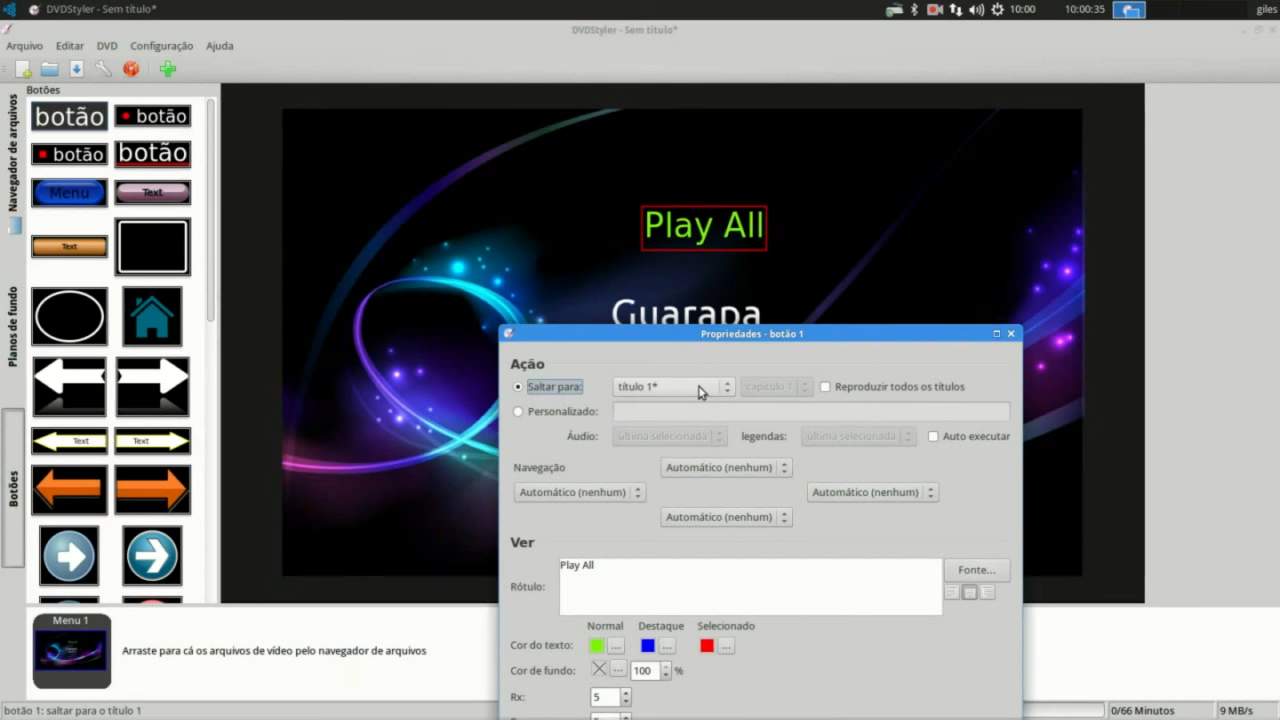 DVDStyler - Sem título*
10:00
10:00:35
giles
DVDStyler - Sem título*
Arquivo Editar DVD Configuração Ajuda
Navegador de arquivos
Planos de fundo
Botões
Botões
botão
botão
botão
botão
Menu
Text
Text
Text
Text
Play All
Guarapa
Propriedades - botão 1
Ação
Saltar para: título 1* capítulo 1 Reproduzir todos os títulos
Personalizado:
Áudio: última selecionada legendas: última selecionada Auto executar
Navegação Automático (nenhum)
Automático (nenhum) Automático (nenhum)
Automático (nenhum)
Ver
Rótulo: Play All Fonte...
Normal Destaque Selecionado
Cor do texto: ... ... ...
Cor de fundo: ... 100 %
Rx: 5
Menu 1
Arraste para cá os arquivos de vídeo pelo navegador de arquivos
botão 1: saltar para o título 1
0/66 Minutos
9 MB/s